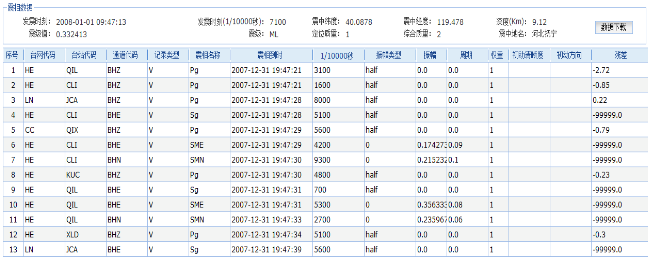 震相数据
发震时刻: 2008-01-01 09:47:13 发震时刻(1/10000秒): 7100 震中纬度: 40.0878 震中经度: 119.478 深度(Km): 9.12
震级值: 0.332413 震级: ML 定位质量: 1 综合质量: 2 震中地名: 河北 数据下载
序号 台网代码 台站代码 通道代码 记录类型 震相名称 震相到时 1/10000秒 振幅类型 振幅 周期 权重 初动清晰度 初动方向 残差
1 HE QIL BHZ V Pg 2007-12-31 19:47:21 3100 half 0.0 0.0 1 -2.72
2 HE CLI BHZ V Pg 2007-12-31 19:47:21 1600 half 0.0 0.0 1 -0.85
3 LN JCA BHZ V Pg 2007-12-31 19:47:28 8000 half 0.0 0.0 1 0.22
4 HE CLI BHE V Sg 2007-12-31 19:47:28 5100 half 0.0 0.0 1 -99999.0
5 CC QIX BHZ V Pg 2007-12-31 19:47:29 5600 half 0.0 0.0 1 -0.79
6 HE CLI BHE V SME 2007-12-31 19:47:29 4200 0 0.174273 0.09 1 -99999.0
7 HE CLI BHN V SMN 2007-12-31 19:47:30 9300 0 0.215232 0.1 1 -99999.0
8 HE KUC BHZ V Pg 2007-12-31 19:47:30 4800 half 0.0 0.0 1 -0.23
9 HE QIL BHE V Sg 2007-12-31 19:47:31 700 half 0.0 0.0 1 -99999.0
10 HE QIL BHE V SME 2007-12-31 19:47:31 5300 0 0.356333 0.08 1 -99999.0
11 HE QIL BHN V SMN 2007-12-31 19:47:33 2700 0 0.235967 0.06 1 -99999.0
12 HE XLD BHZ V Pg 2007-12-31 19:47:34 5100 half 0.0 0.0 1 -0.3
13 LN JCA BHE V Sg 2007-12-31 19:47:39 5600 half 0.0 0.0 1 -99999.0